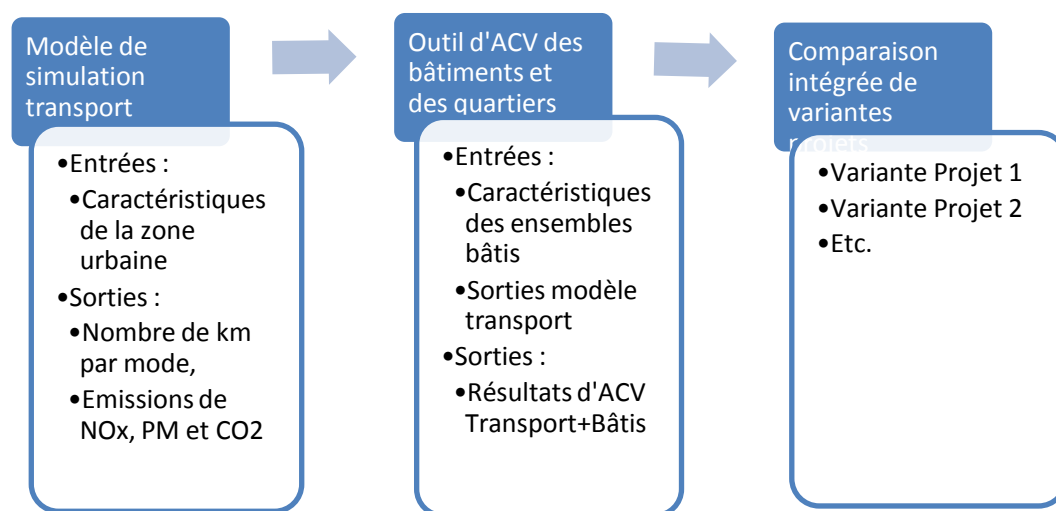 Modèle de
simulation
transport
•Entrées :
•Caractéristiques
de la zone
urbaine
•Sorties :
•Nombre de km
par mode,
•Emissions de
NOx, PM et CO2
Outil d'ACV des
bâtiments et
des quartiers
•Entrées :
•Caractéristiques
des ensembles
bâtis
•Sorties modèle
transport
•Sorties :
•Résultats d'ACV
Transport+Bâtis
Comparaison
intégrée de
variantes
projets
•Variante Projet 1
•Variante Projet 2
•Etc.